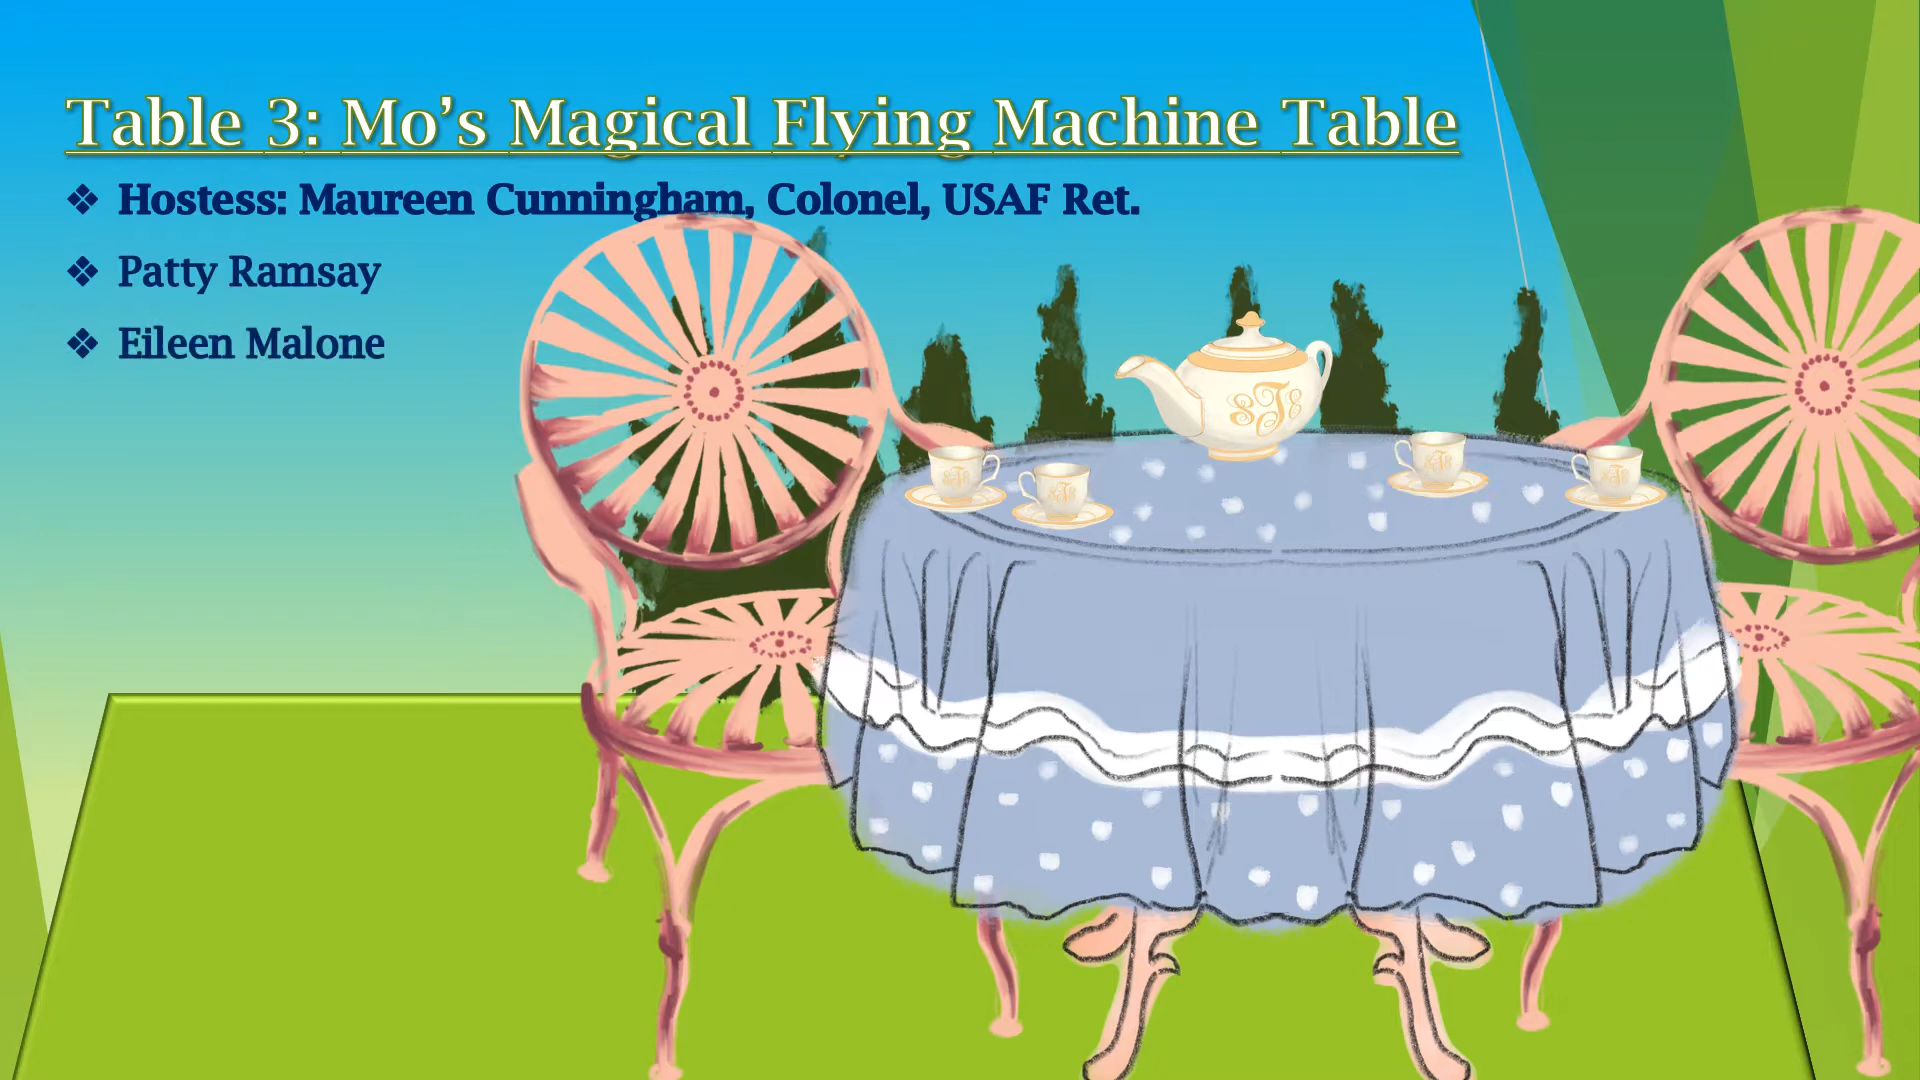 Table 3: Mo’s Magical Flying Machine Table
❖ Hostess: Maureen Cunningham, Colonel, USAF Ret.
❖ Patty Ramsay
❖ Eileen Malone